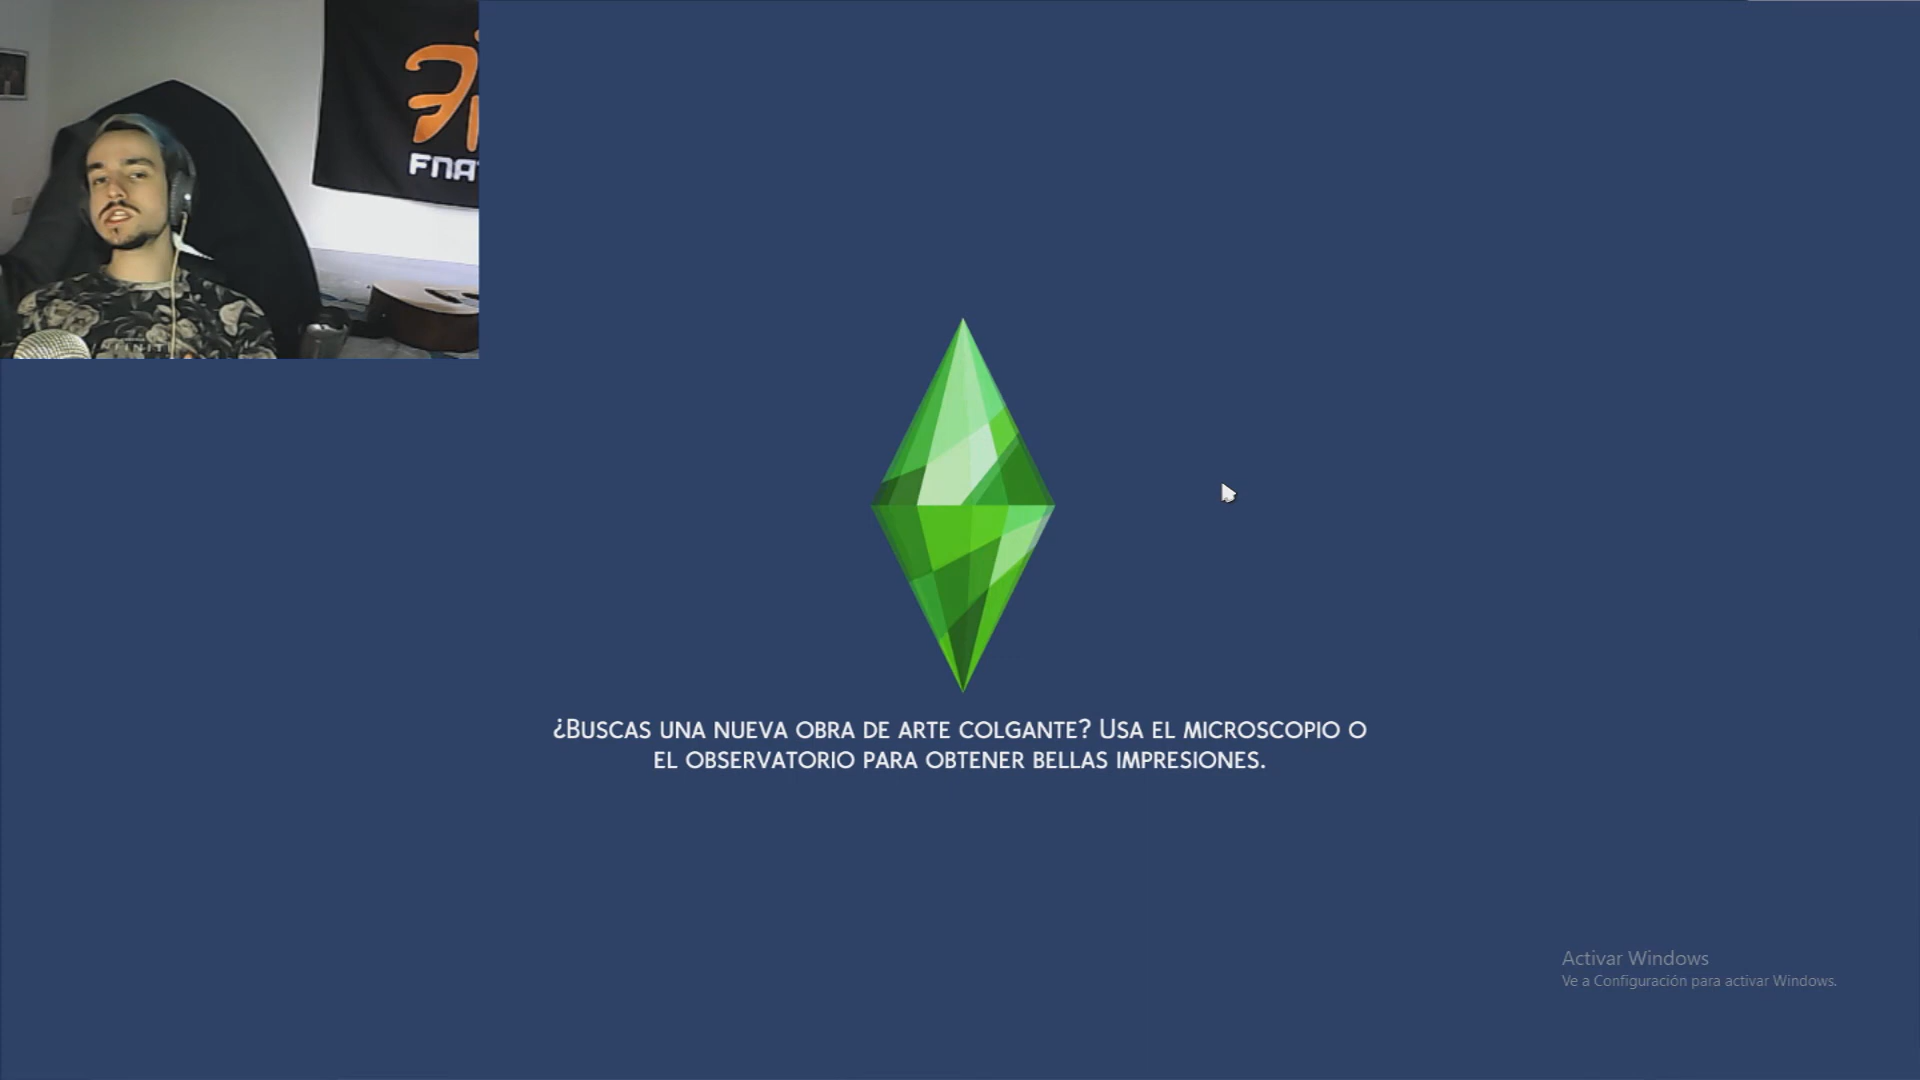 FNAT
¿Buscas una nueva obra de arte colgante? Usa el microscopio o
el observatorio para obtener bellas impresiones.
Activar Windows
Ve a Configuración para activar Windows.